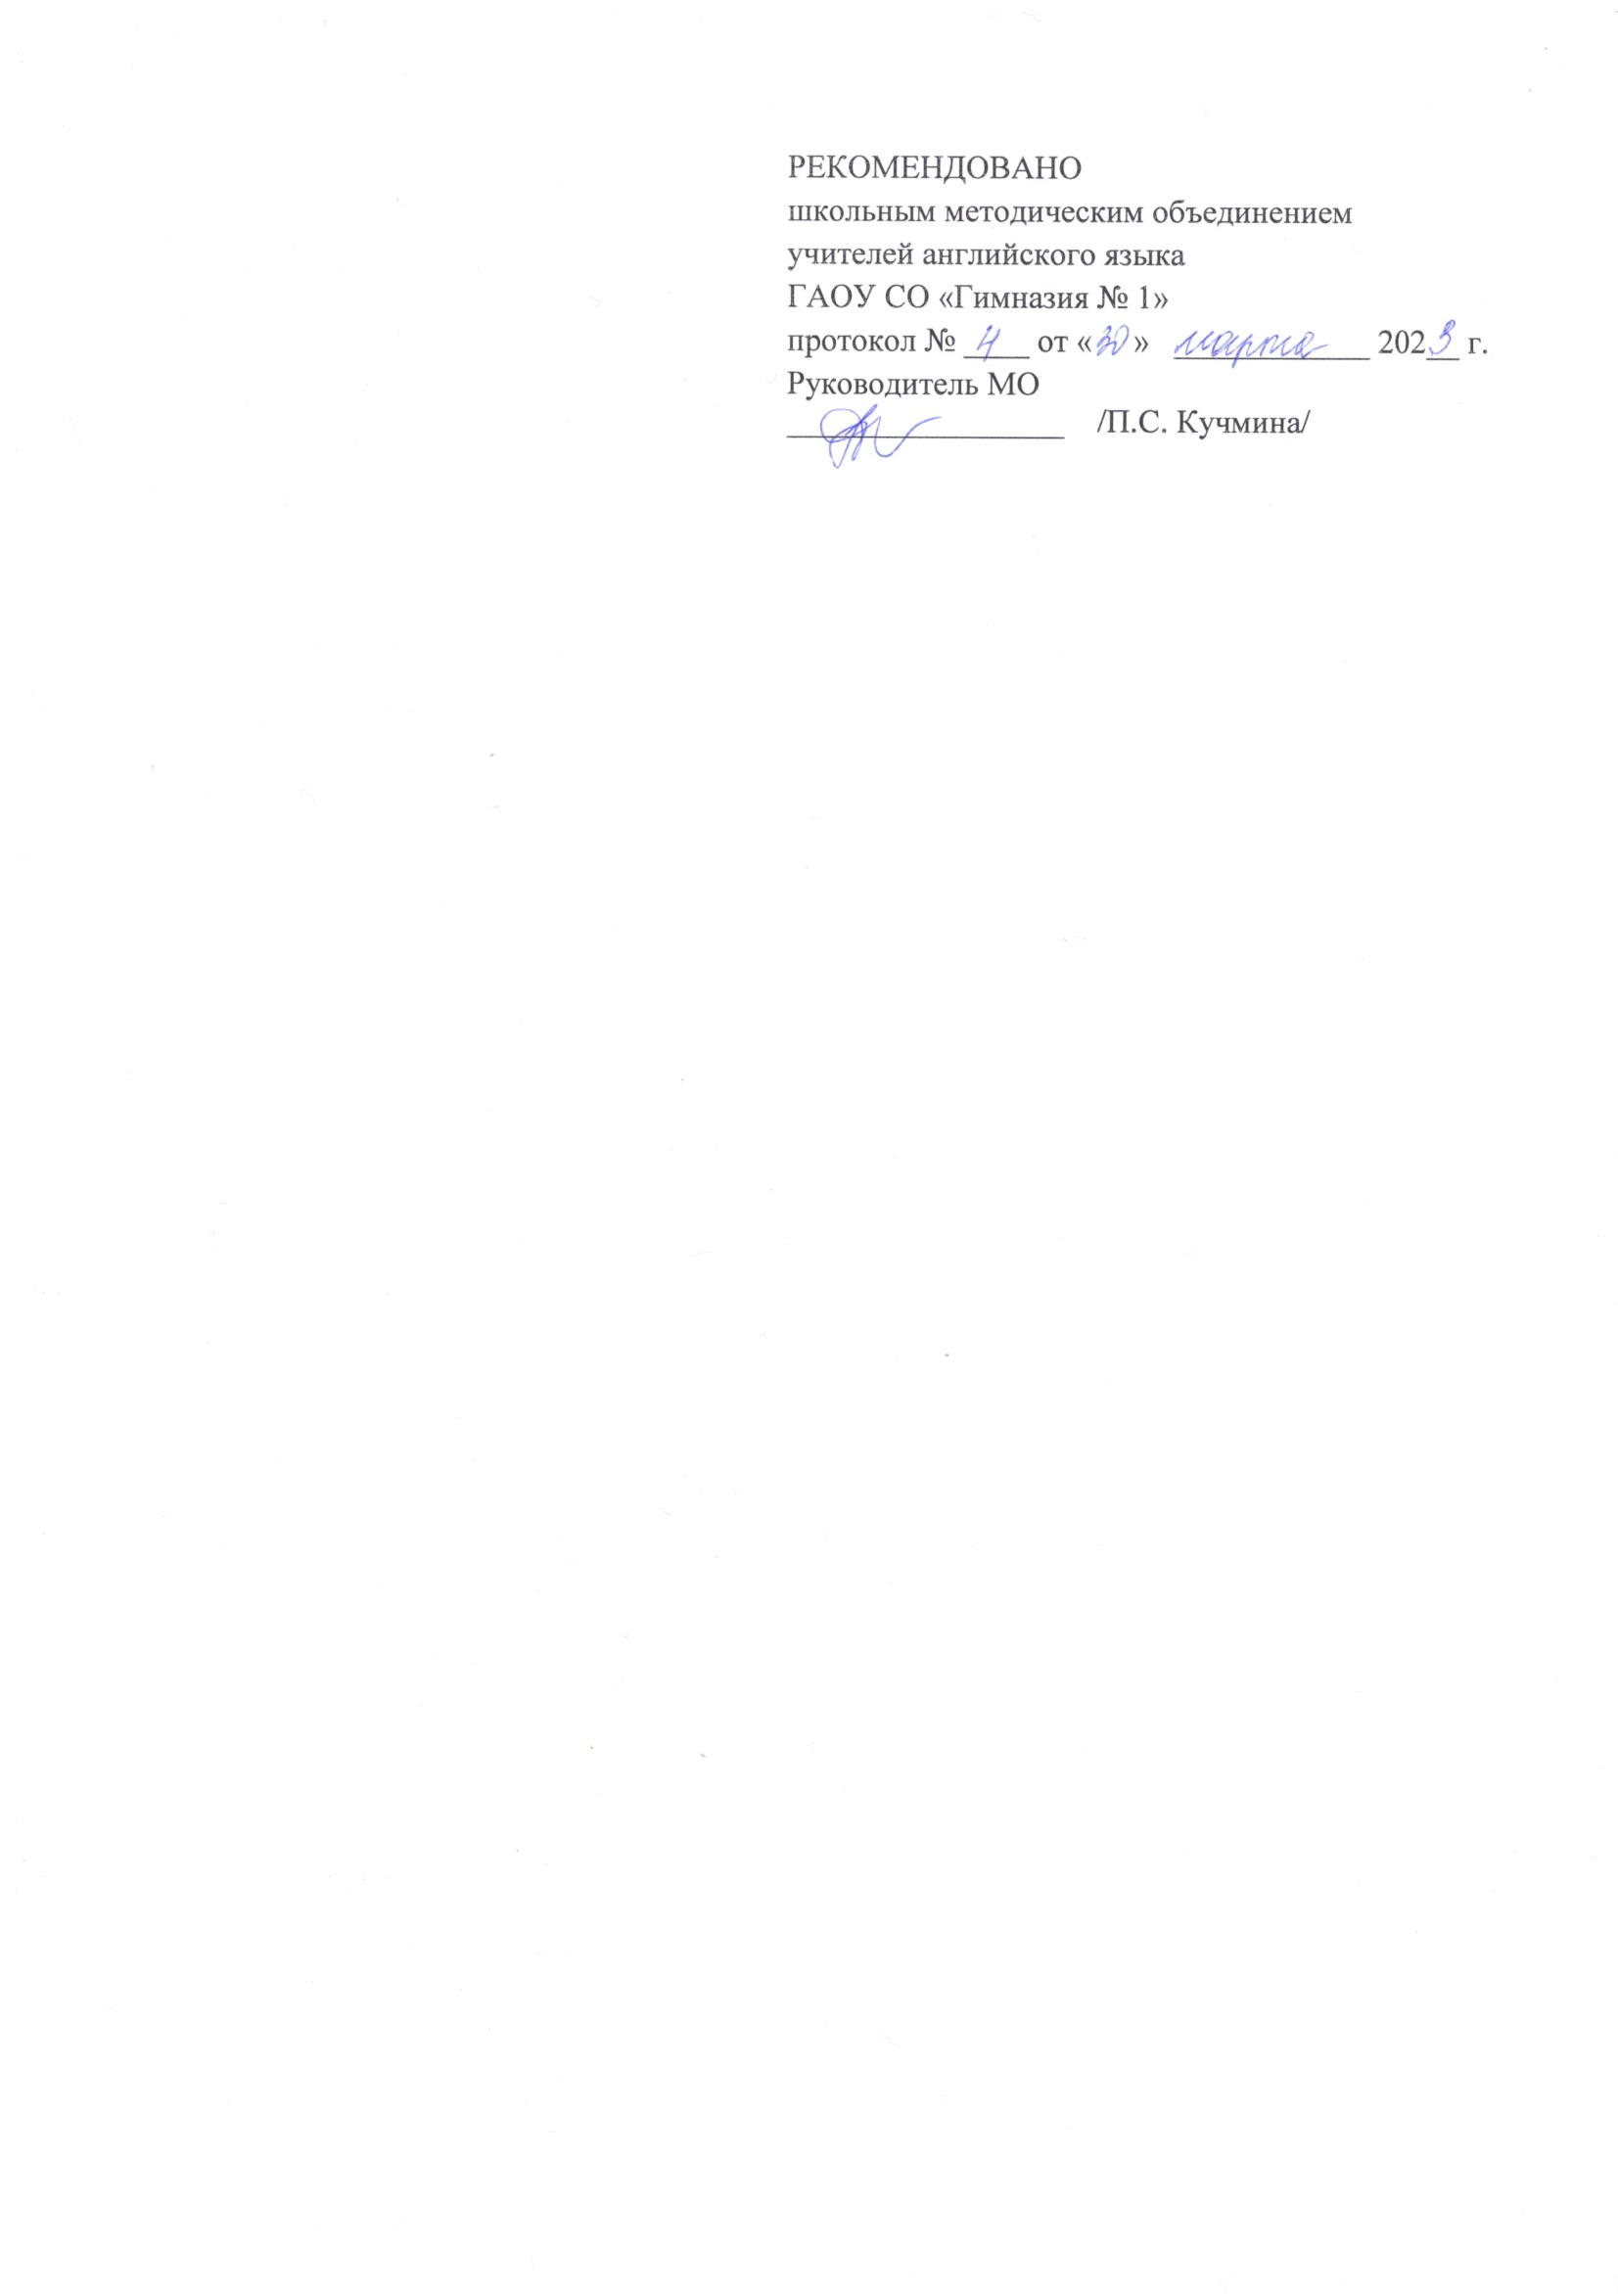 РЕКОМЕНДОВАНО
школьным методическим объединением
учителей английского языка
ГАОУ СО «Гимназия № 1»
протокол № 4 от «30» марта 2023 г.
Руководитель МО
/П.С. Кучмина/